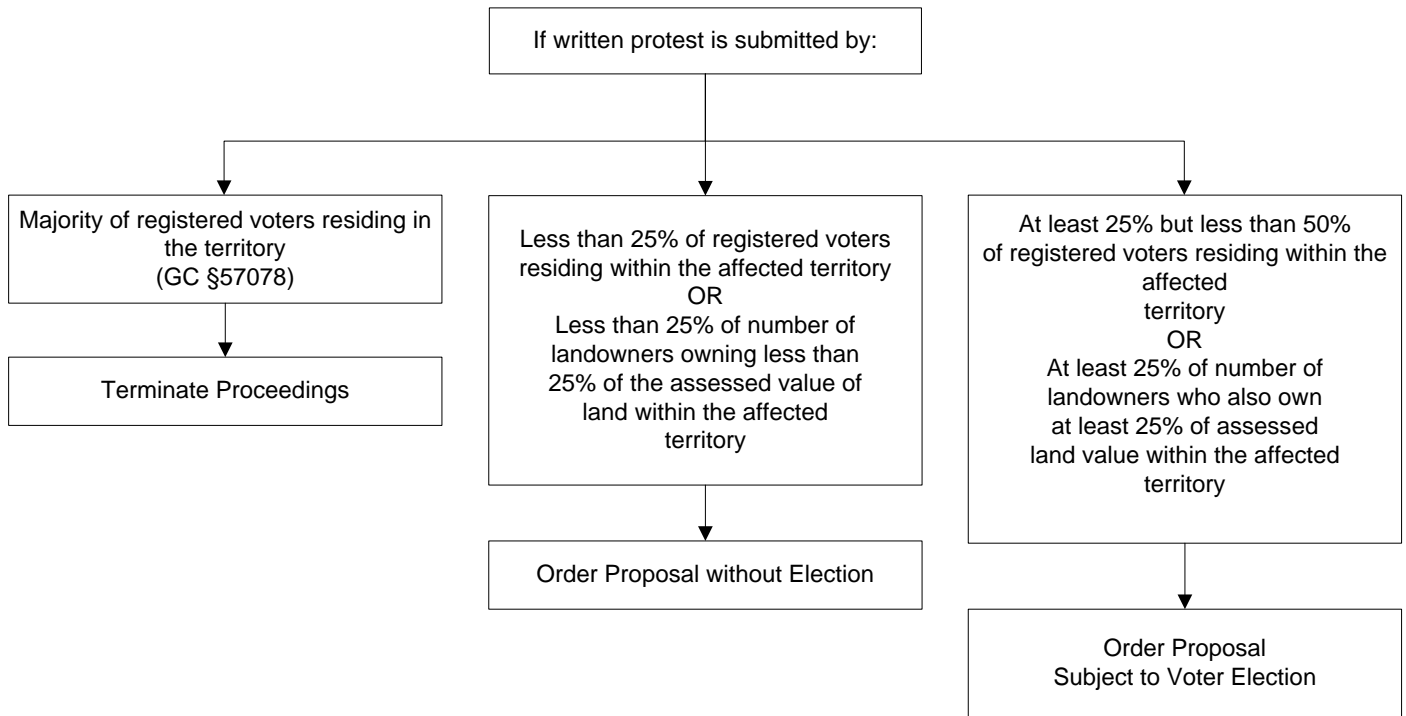 If written protest is submitted by:
Majority of registered voters residing in
the territory
(GC §57078)
Terminate Proceedings
Less than 25% of registered voters
residing within the affected territory
OR
Less than 25% of number of
landowners owning less than
25% of the assessed value of
land within the affected
territory
Order Proposal without Election
At least 25% but less than 50%
of registered voters residing within the
affected
territory
OR
At least 25% of number of
landowners who also own
at least 25% of assessed
land value within the affected
territory
Order Proposal
Subject to Voter Election